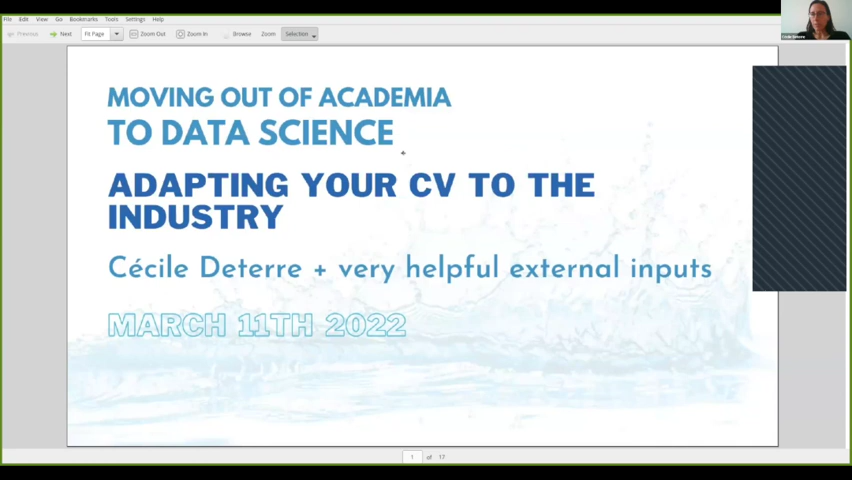 File Edit View Go Bookmarks Tools Settings Help
Previous Next Fit Page Zoom Out Zoom In Browse Zoom Selection
MOVING OUT OF ACADEMIA
TO DATA SCIENCE
ADAPTING YOUR CV TO THE
INDUSTRY
Cécile Deterre + very helpful external inputs
MARCH 11TH 2022
1 of 17